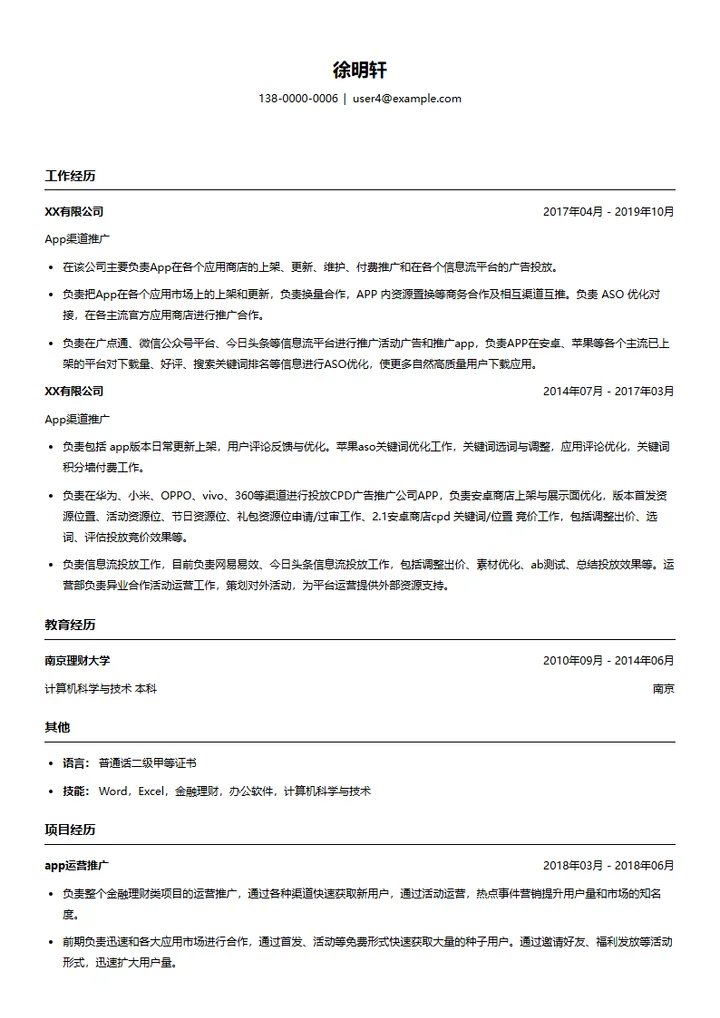 徐明轩
138-0000-0006 | user4@example.com
工作经历
XX有限公司 2017年04月 - 2019年10月
App渠道推广
• 在该公司主要负责App在各个应用商店的上架、更新、维护、付费推广和在各个信息流平台的广告投放。
• 负责把App在各个应用市场上的上架和更新，负责换量合作，APP 内资源置换等商务合作及相互渠道互推。负责 ASO 优化对
接，在各主流官方应用商店进行推广合作。
• 负责在广点通、微信公众号平台、今日头条等信息流平台进行推广活动广告和推广app，负责APP在安卓、苹果等各个主流已上
架的平台对下载量、好评、搜索关键词排名等信息进行ASO优化，使更多自然高质量用户下载应用。
XX有限公司 2014年07月 - 2017年03月
App渠道推广
• 负责包括 app版本日常更新上架，用户评论反馈与优化。苹果aso关键词优化工作，关键词选词与调整，应用评论优化，关键词
积分墙付费工作。
• 负责在华为、小米、OPPO、vivo、360等渠道进行投放CPD广告推广公司APP，负责安卓商店上架与展示面优化，版本首发资
源位置、活动资源位、节日资源位、礼包资源位申请/过审工作、2.1安卓商店cpd 关键词/位置 竞价工作，包括调整出价、选
词、评估投放竞价效果等。
• 负责信息流投放工作，目前负责网易易效、今日头条信息流投放工作，包括调整出价、素材优化、ab测试、总结投放效果等。运
营部负责异业合作活动运营工作，策划对外活动，为平台运营提供外部资源支持。
教育经历
南京理财大学 2010年09月 - 2014年06月
计算机科学与技术 本科 南京
其他
• 语言： 普通话二级甲等证书
• 技能： Word，Excel，金融理财，办公软件，计算机科学与技术
项目经历
app运营推广 2018年03月 - 2018年06月
• 负责整个金融理财类项目的运营推广，通过各种渠道快速获取新用户，通过活动运营，热点事件营销提升用户量和市场的知名
度。
• 前期负责迅速和各大应用市场进行合作，通过首发、活动等免费形式快速获取大量的种子用户。通过邀请好友、福利发放等活动
形式，迅速扩大用户量。